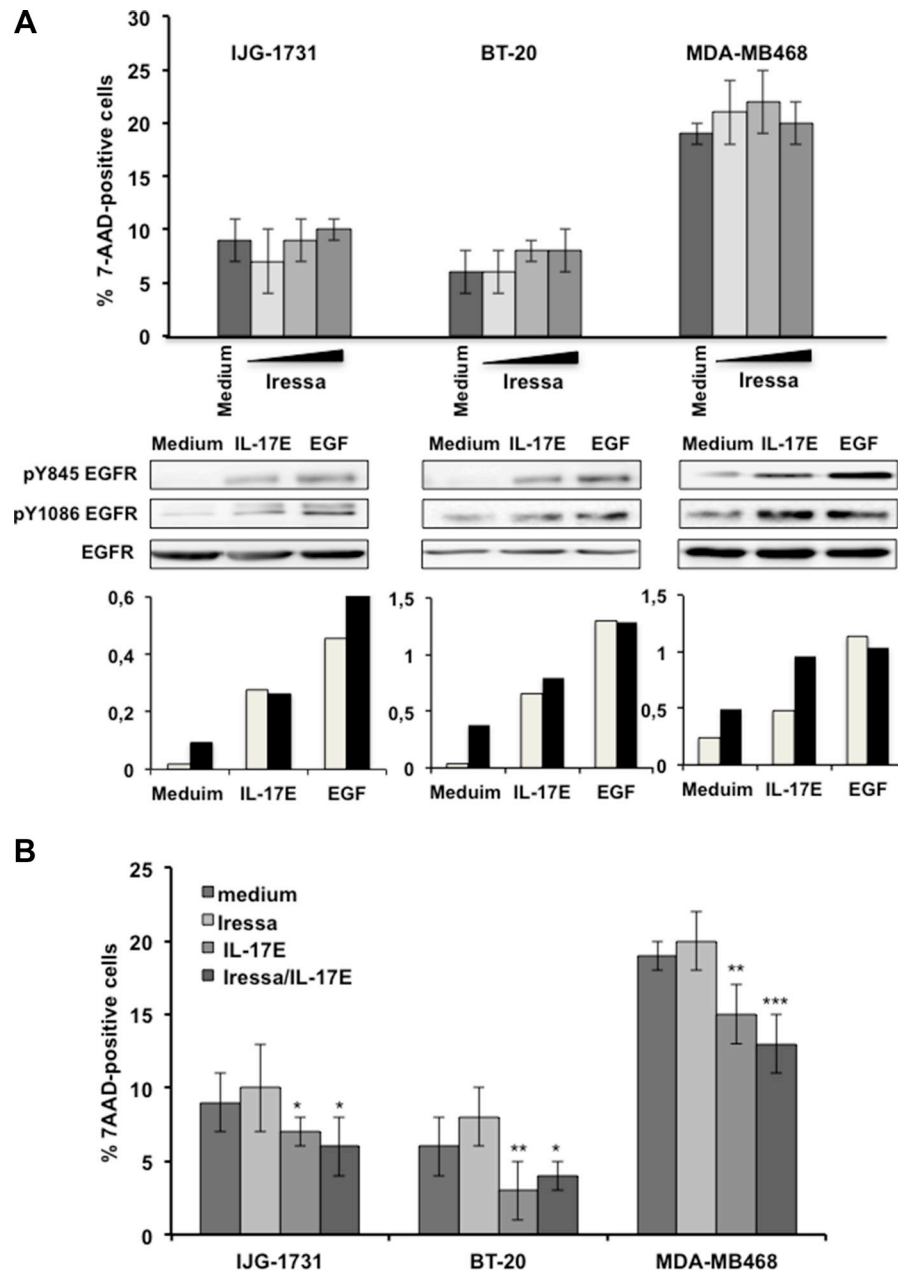 A
30
25
20
15
10
5
0
% 7-AAD-positive cells
IJG-1731 BT-20 MDA-MB468
Medium Iressa Medium Iressa Medium Iressa
Medium IL-17E EGF Medium IL-17E EGF Medium IL-17E EGF
pY845 EGFR
pY1086 EGFR
EGFR
0,6
0,4
0,2
0
Meduim IL-17E EGF
1,5
1
0,5
0
Meduim IL-17E EGF
1,5
1
0,5
0
Meduim IL-17E EGF
B
25
20
15
10
5
0
% 7AAD-positive cells
medium
Iressa
IL-17E
Iressa/IL-17E
* * ** * ** ***
IJG-1731 BT-20 MDA-MB468